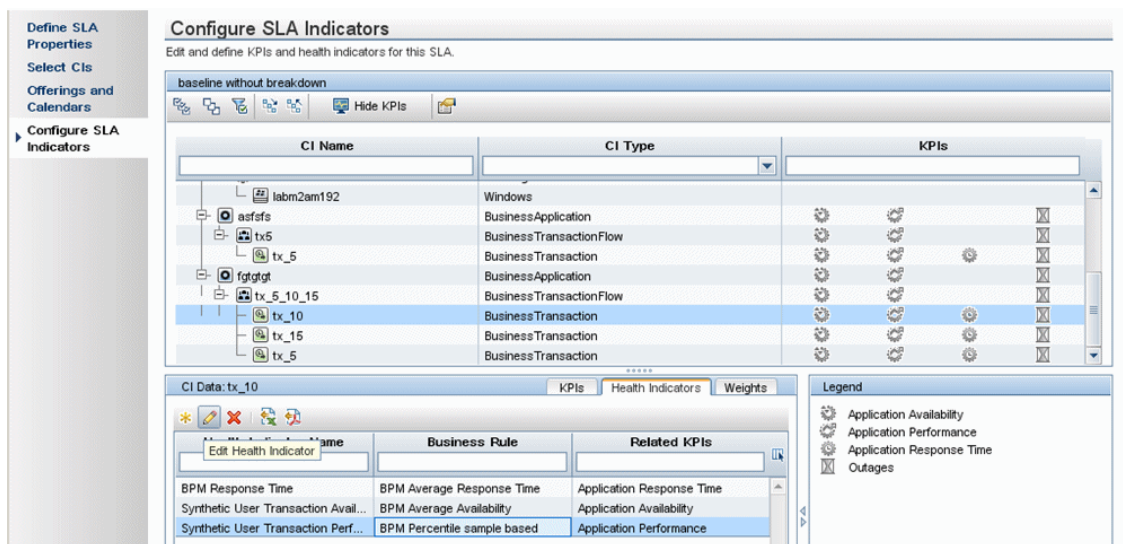 Define SLA
Properties
Select CIs
Offerings and
Calendars
Configure SLA
Indicators
Configure SLA Indicators
Edit and define KPIs and health indicators for this SLA.
baseline without breakdown
Hide KPIs
CI Name CI Type KPIs
labm2am192 Windows
asfsfs BusinessApplication
tx5 BusinessTransactionFlow
tx_5 BusinessTransaction
fgtgtgt BusinessApplication
tx_5_10_15 BusinessTransactionFlow
tx_10 BusinessTransaction
tx_15 BusinessTransaction
tx_5 BusinessTransaction
CI Data: tx_10 KPIs Health Indicators Weights
Edit Health Indicator
Name Business Rule Related KPIs
BPM Response Time BPM Average Response Time Application Response Time
Synthetic User Transaction Avail... BPM Average Availability Application Availability
Synthetic User Transaction Perf... BPM Percentile sample based Application Performance
Legend
Application Availability
Application Performance
Application Response Time
Outages